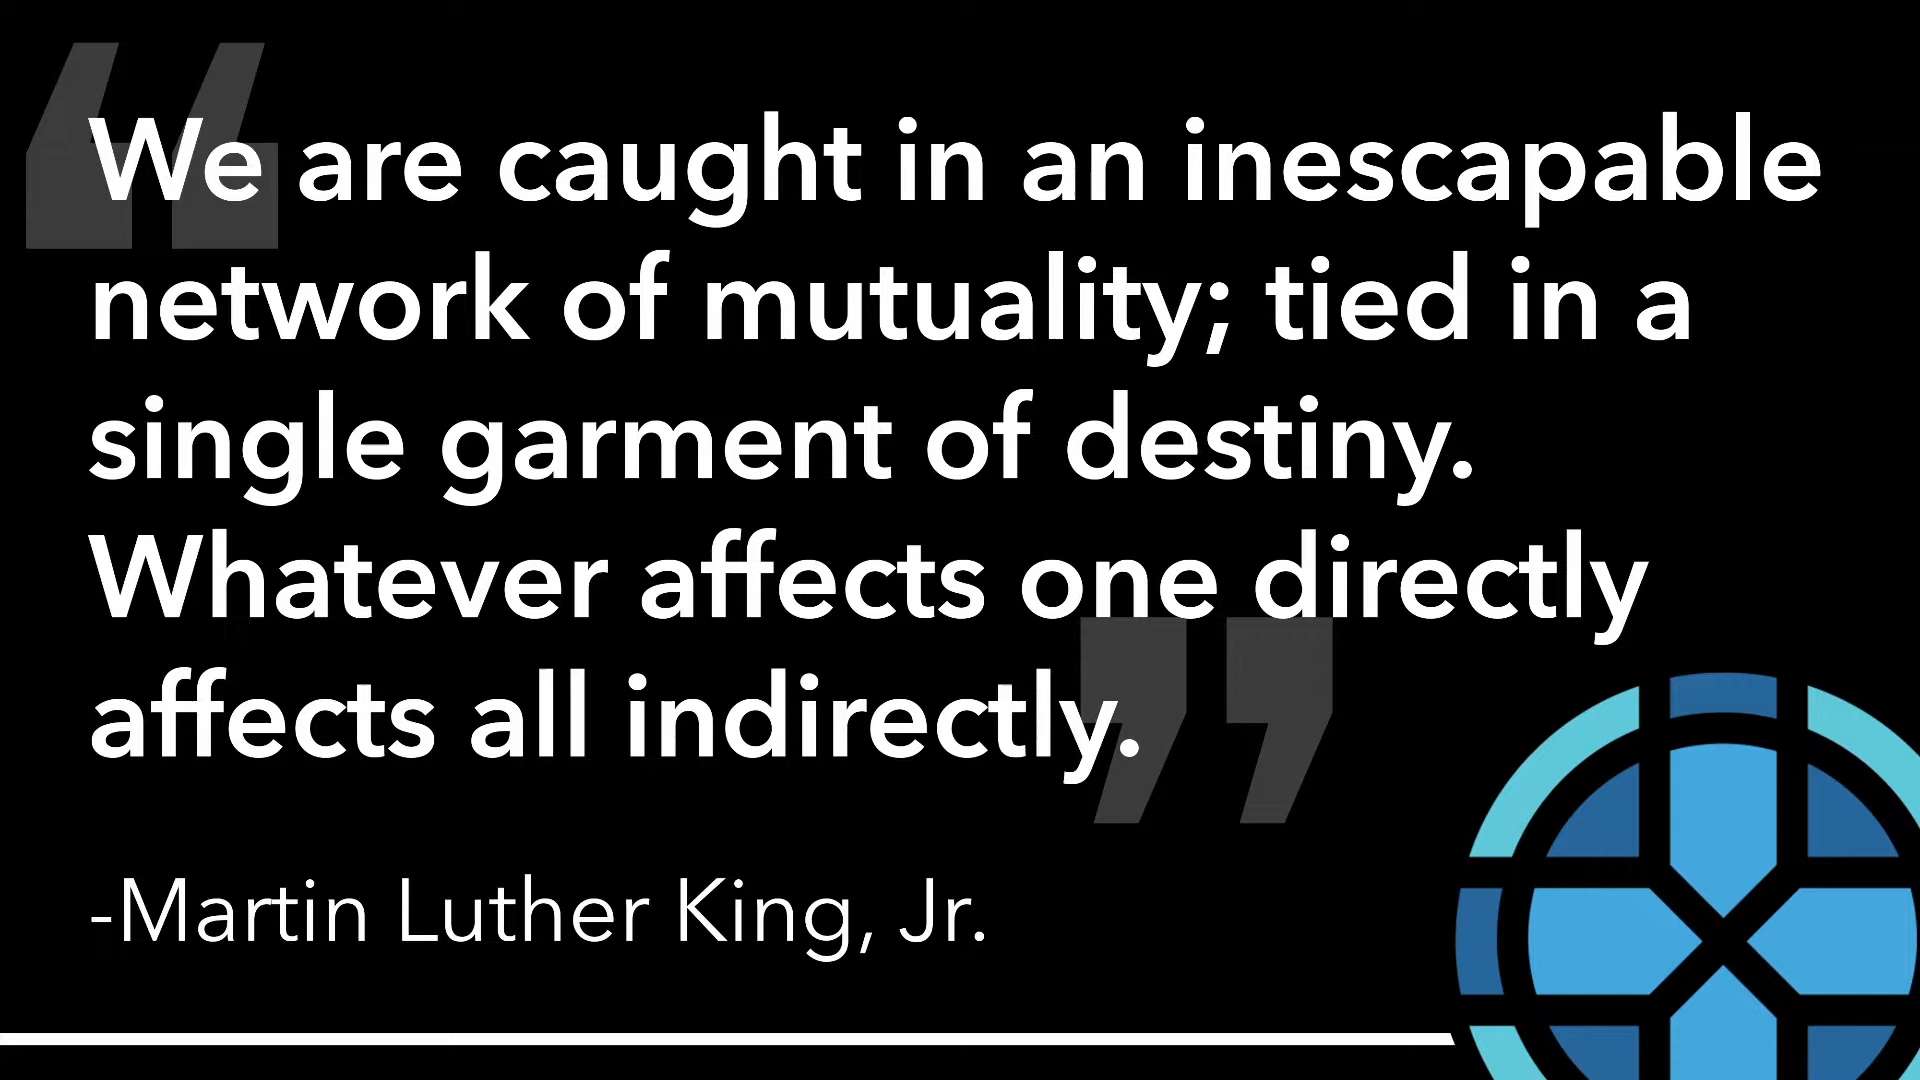 We are caught in an inescapable
network of mutuality; tied in a
single garment of destiny.
Whatever affects one directly
affects all indirectly.
-Martin Luther King, Jr.